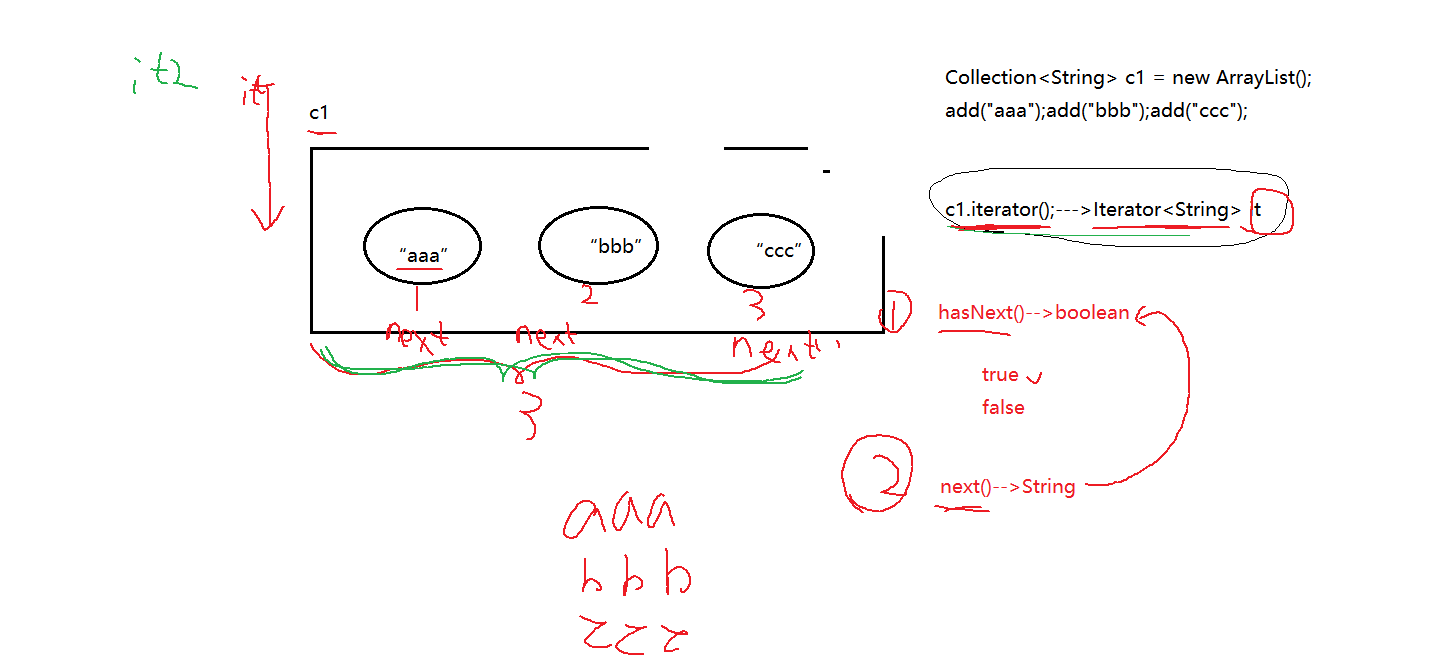 it2
it
c1
Collection<String> c1 = new ArrayList();
add("aaa");add("bbb");add("ccc");
c1.iterator();--->Iterator<String> it
“aaa”
“bbb”
“ccc”
1
2
3
next
next
next
3
1
hasNext()-->boolean
true
false
2
next()-->String
aaa
bbb
ccc